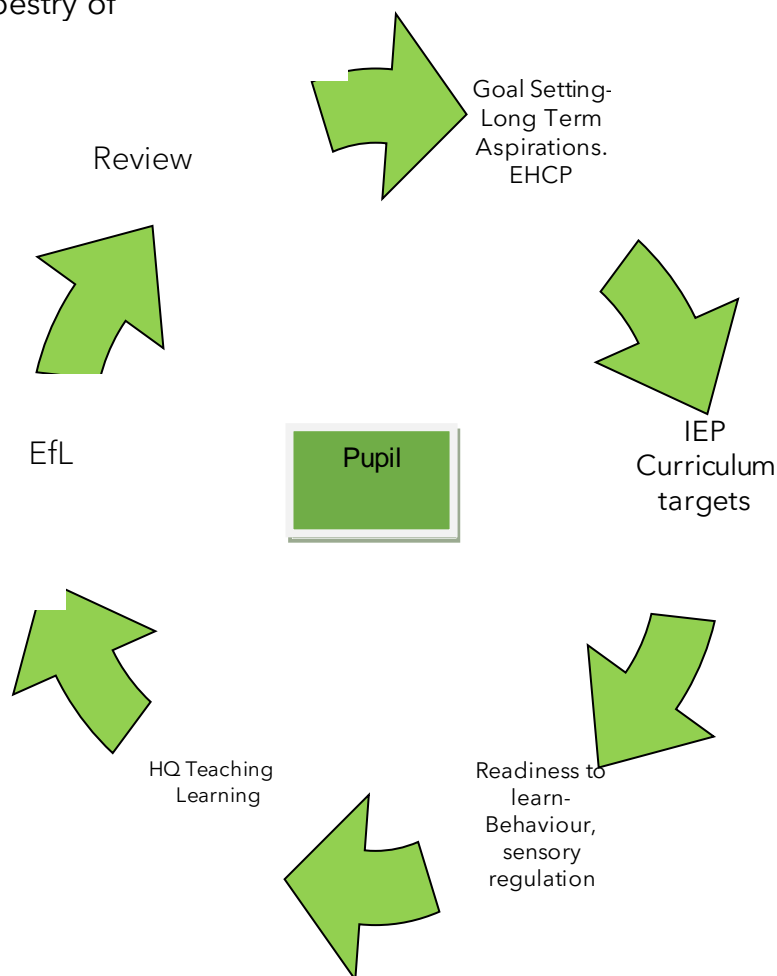 of
Review
Goal Setting-
Long Term
Aspirations.
EHCP
EfL
Pupil
IEP
Curriculum
targets
HQ Teaching
Learning
Readiness to
learn-
Behaviour,
sensory
regulation